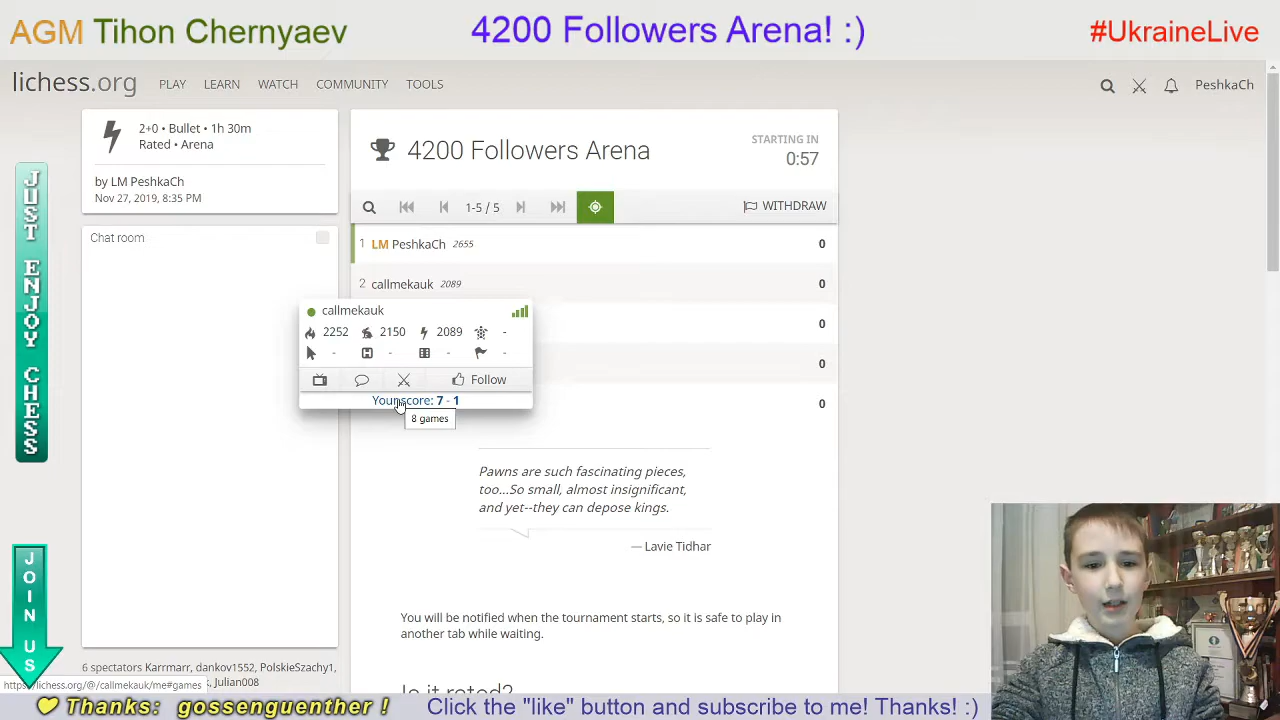 AGM Tihon Chernyaev
4200 Followers Arena! :)
#UkraineLive
lichess.org
PLAY
LEARN
WATCH
COMMUNITY
TOOLS
PeshkaCh
2+0 • Bullet • 1h 30m
Rated • Arena
by LM PeshkaCh
Nov 27, 2019, 8:35 PM
Chat room
4200 Followers Arena
STARTING IN
0:57
1-5 / 5
WITHDRAW
1 LM PeshkaCh 2655 0
2 callmekauk 2089 0
0
0
0
callmekauk
2252 2150 2089 -
- - - -
Follow
Your score: 7 - 1
8 games
Pawns are such fascinating pieces,
too...So small, almost insignificant,
and yet--they can depose kings.
— Lavie Tidhar
You will be notified when the tournament starts, so it is safe to play in
another tab while waiting.
Is it rated?
6 spectators Karrmarr, dankov1552, PolskieSzachy1,
Julian008
https://lichess.org/@/callmekauk/me#games
JUST ENJOY CHESS
JOIN US
Thanks: gossenguenther !
Click the "like" button and subscribe to me! Thanks! :)